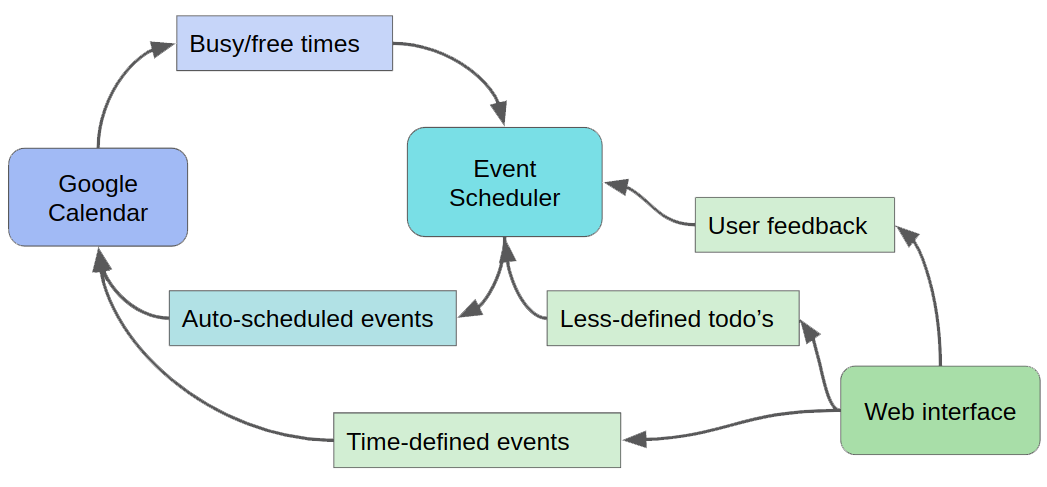 Busy/free times
Event
Scheduler
Google
Calendar
User feedback
Auto-scheduled events
Less-defined todo’s
Web interface
Time-defined events